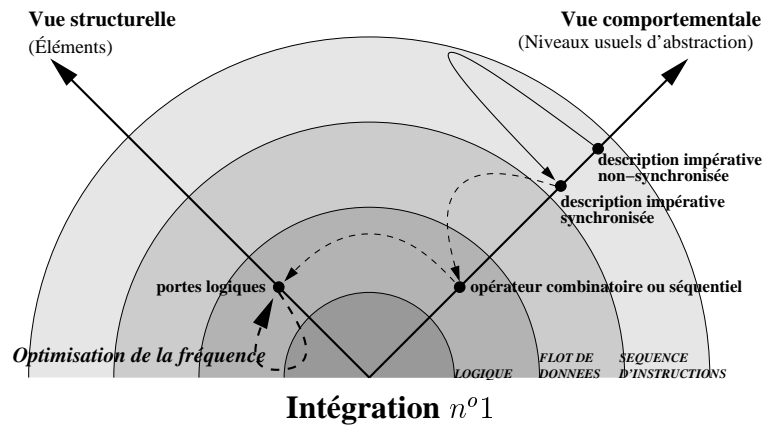 Vue structurelle
(Éléments)
Vue comportementale
(Niveaux usuels d'abstraction)
description impérative
non−synchronisée
description impérative
synchronisée
portes logiques
opérateur combinatoire ou séquentiel
Optimisation de la fréquence
LOGIQUE
FLOT DE
DONNEES
SEQUENCE
D'INSTRUCTIONS
Intégration n°1